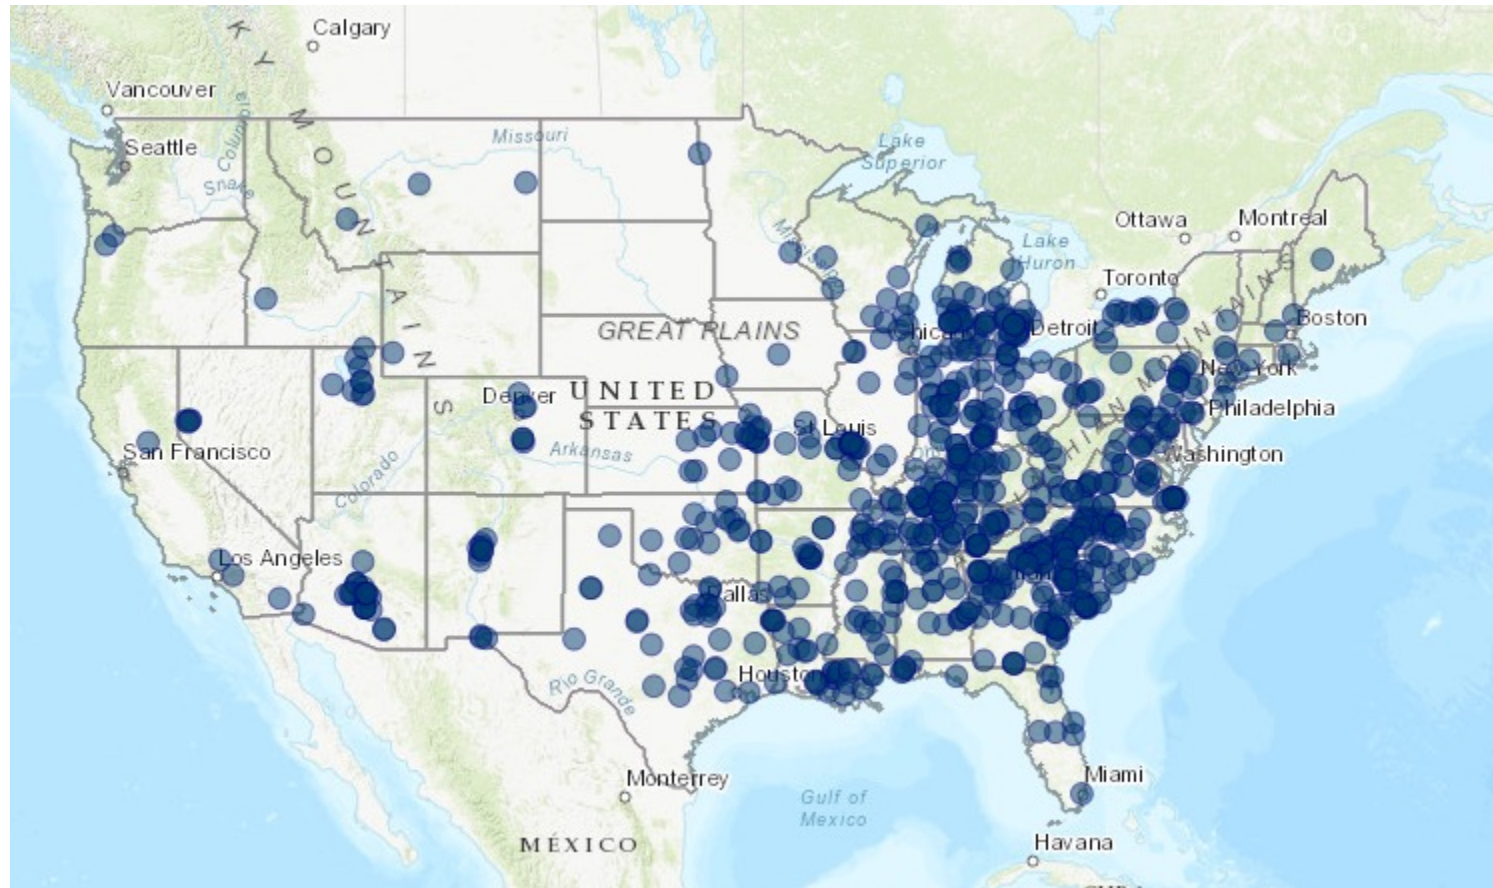 Calgary
Vancouver
Seattle
Columbia
Snake
K Y M O U N T A I N S
Missouri
Lake
Superior
Ottawa
Montreal
Lake
Huron
Toronto
GREAT PLAINS
Detroit
Boston
New York
UNITED
STATES
Denver
Philadelphia
St Louis
Arkansas
Washington
San Francisco
Colorado
Los Angeles
Dallas
Houston
Rio Grande
Monterrey
Miami
Gulf of
Mexico
MÉXICO
Havana